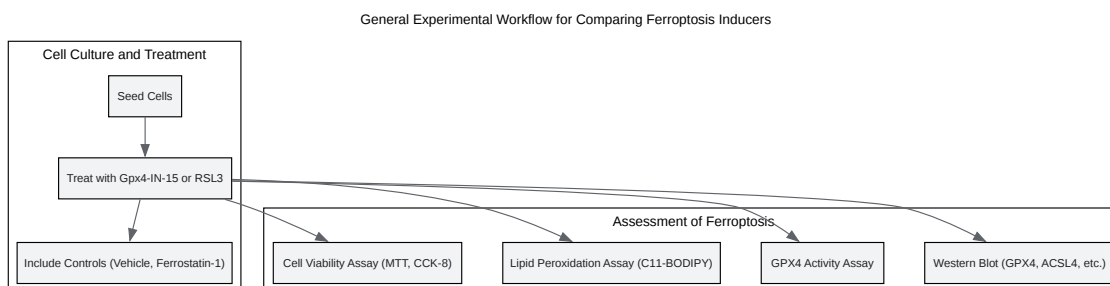 General Experimental Workflow for Comparing Ferroptosis Inducers
Cell Culture and Treatment
Seed Cells
Treat with Gpx4-IN-15 or RSL3
Include Controls (Vehicle, Ferrostatin-1)
Assessment of Ferroptosis
Cell Viability Assay (MTT, CCK-8)
Lipid Peroxidation Assay (C11-BODIPY)
GPX4 Activity Assay
Western Blot (GPX4, ACSL4, etc.)